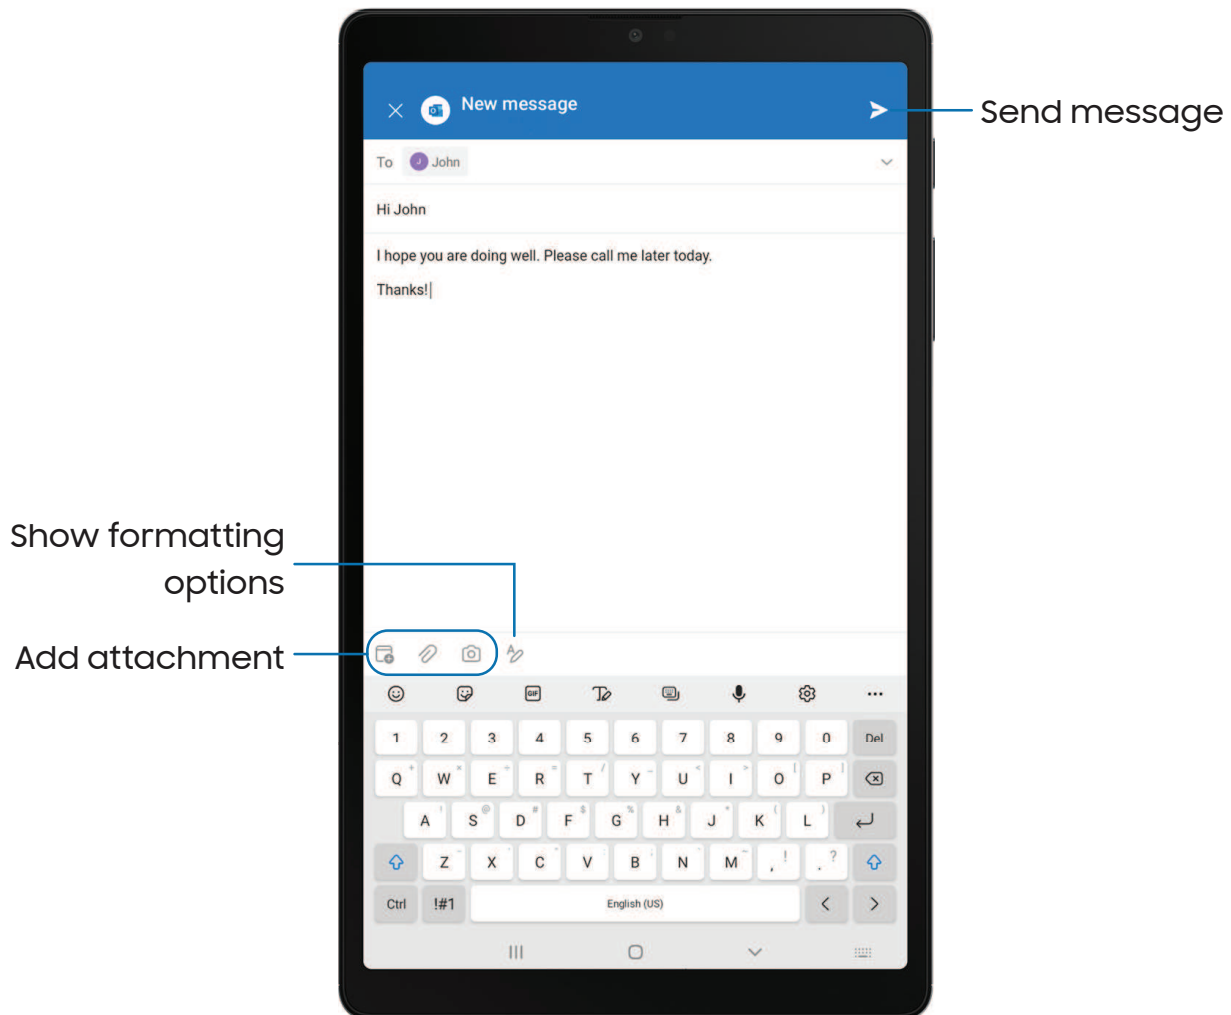 New message
Send message
To J John
Hi John
I hope you are doing well. Please call me later today.
Thanks!
Show formatting
options
Add attachment
GIF
1 2 3 4 5 6 7 8 9 0 Del
Q + W × E ÷ R = T / Y _ U < I > O [ P ]
A ! S @ D # F $ G % H & J * K ( L )
Z X C V : B ; N M , ! . ?
Ctrl !#1 English (US) < >